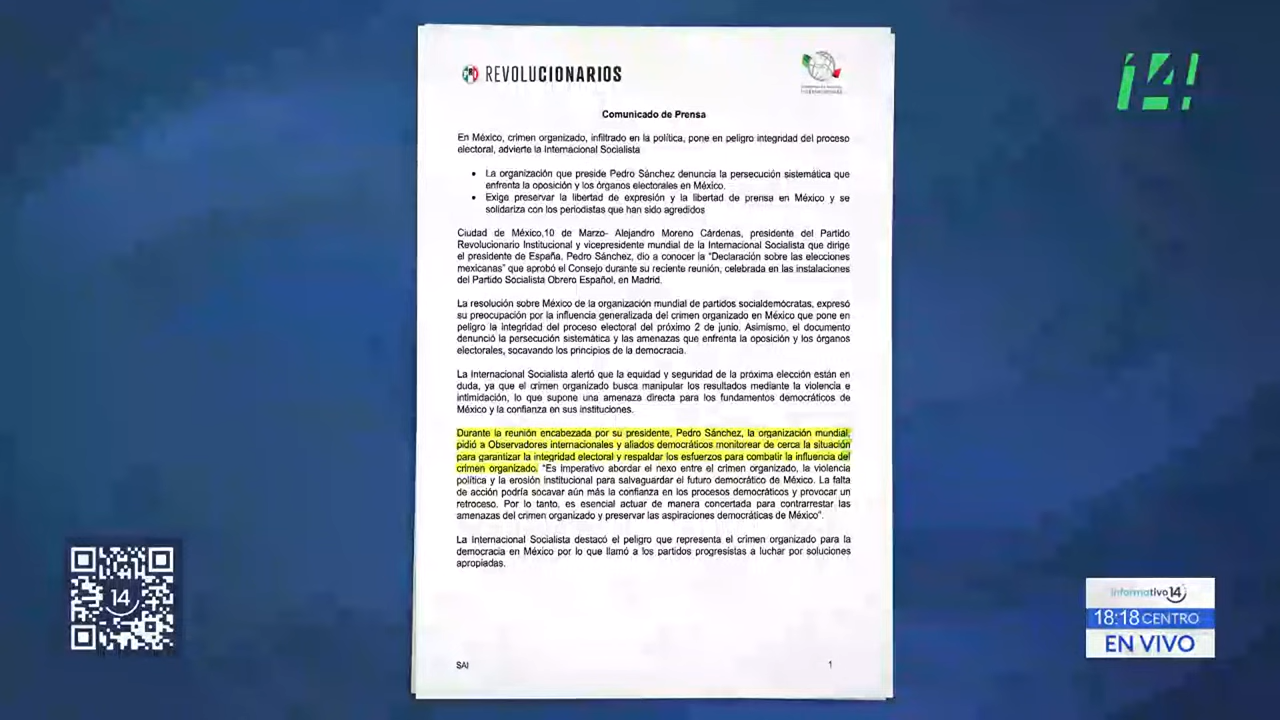 PRI REVOLUCIONARIOS
14!
Comunicado de Prensa
En México, crimen organizado, infiltrado en la política, pone en peligro integridad del proceso
electoral, advierte la Internacional Socialista
• La organización que preside Pedro Sánchez denuncia la persecución sistemática que
enfrenta la oposición y los órganos electorales en México.
• Exige preservar la libertad de expresión y la libertad de prensa en México y se
solidariza con los periodistas que han sido agredidos
Ciudad de México,10 de Marzo- Alejandro Moreno Cárdenas, presidente del Partido
Revolucionario Institucional y vicepresidente mundial de la Internacional Socialista que dirige
el presidente de España, Pedro Sánchez, dio a conocer la "Declaración sobre las elecciones
mexicanas" que aprobó el Consejo durante su reciente reunión, celebrada en las instalaciones
del Partido Socialista Obrero Español, en Madrid.
La resolución sobre México de la organización mundial de partidos socialdemócratas, expresó
su preocupación por la influencia generalizada del crimen organizado en México que pone en
peligro la integridad del proceso electoral del próximo 2 de junio. Asimismo, el documento
denunció la persecución sistemática y las amenazas que enfrenta la oposición y los órganos
electorales, socavando los principios de la democracia.
La Internacional Socialista alertó que la equidad y seguridad de la próxima elección están en
duda, ya que el crimen organizado busca manipular los resultados mediante la violencia e
intimidación, lo que supone una amenaza directa para los fundamentos democráticos de
México y la confianza en sus instituciones.
Durante la reunión encabezada por su presidente, Pedro Sánchez, la organización mundial,
pidió a Observadores internacionales y aliados democráticos monitorear de cerca la situación
para garantizar la integridad electoral y respaldar los esfuerzos para combatir la influencia del
crimen organizado. "Es imperativo abordar el nexo entre el crimen organizado, la violencia
política y la erosión institucional para salvaguardar el futuro democrático de México. La falta
de acción podría socavar aún más la confianza en los procesos democráticos y provocar un
retroceso. Por lo tanto, es esencial actuar de manera concertada para contrarrestar las
amenazas del crimen organizado y preservar las aspiraciones democráticas de México".
La Internacional Socialista destacó el peligro que representa el crimen organizado para la
democracia en México por lo que llamó a los partidos progresistas a luchar por soluciones
apropiadas.
SAI 1
14
informativo 14
18:18 CENTRO
EN VIVO